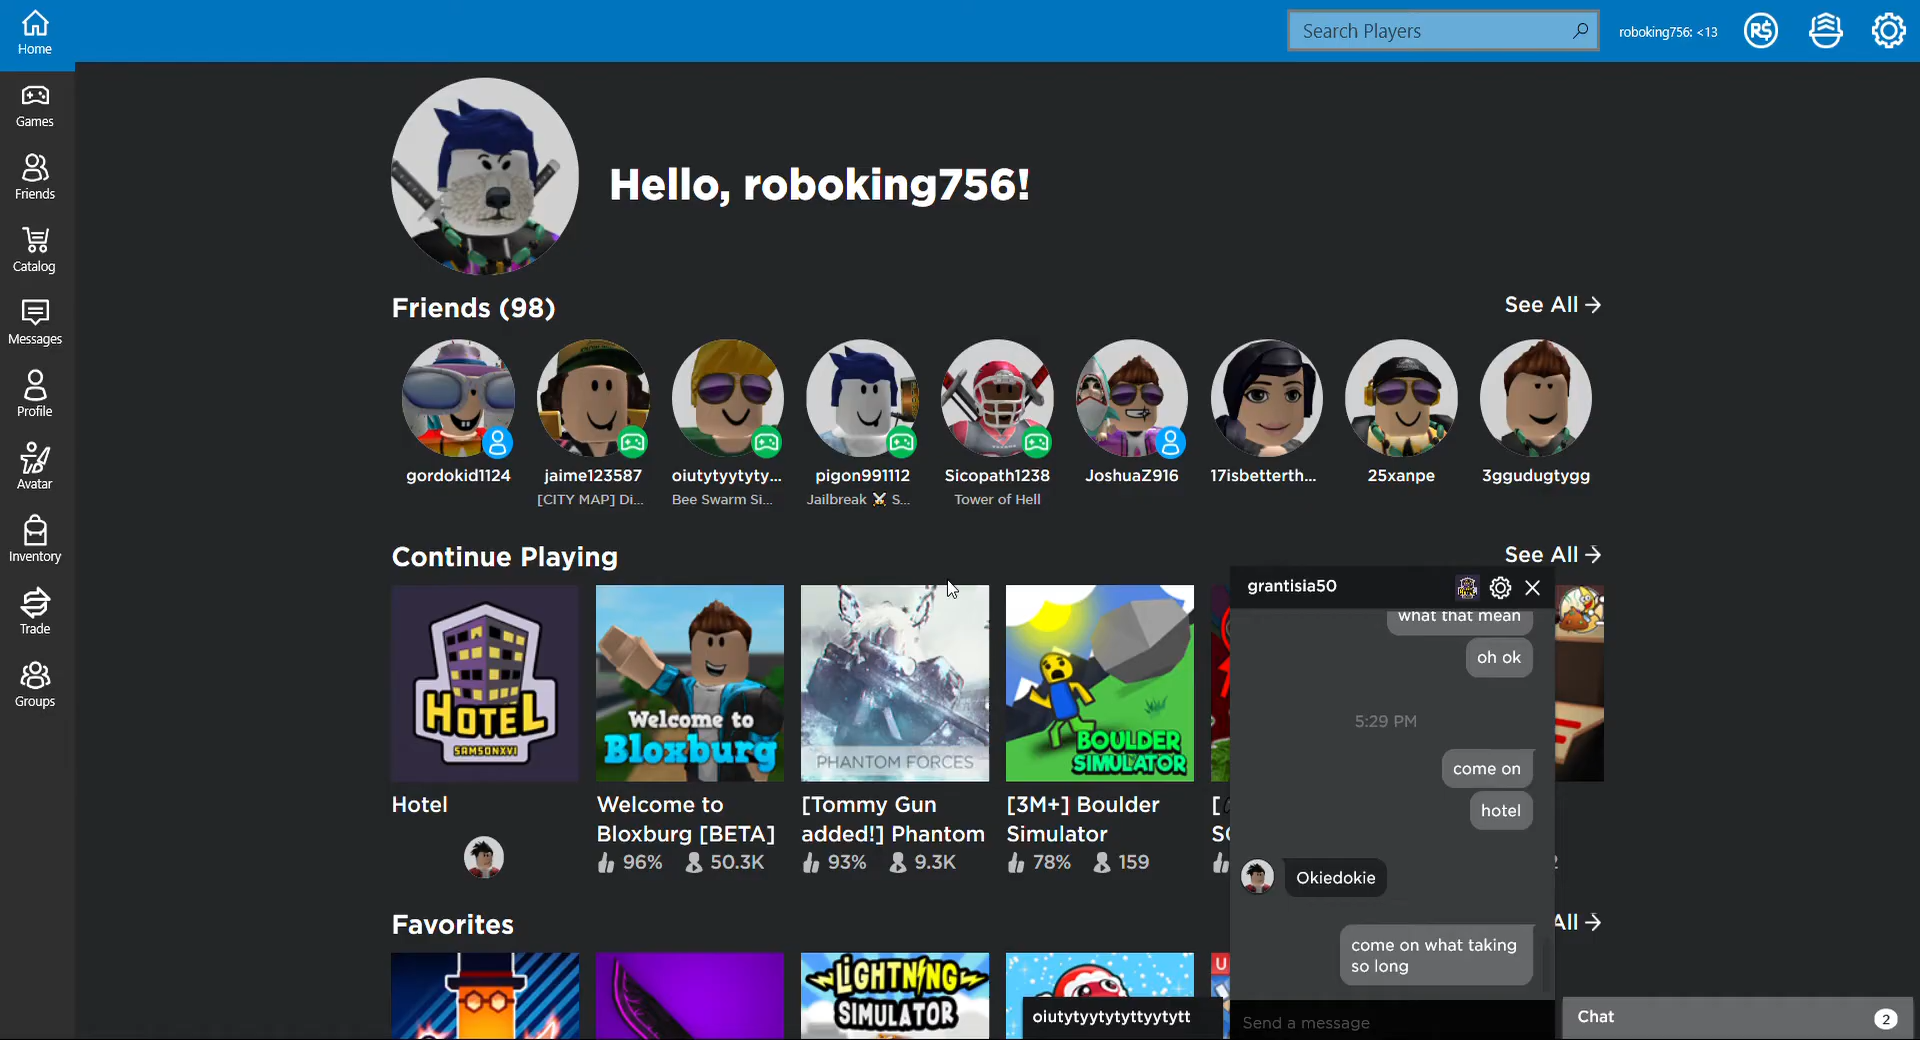 Home
Search Players
roboking756: <13
Games
Friends
Catalog
Messages
Profile
Avatar
Inventory
Trade
Groups
Hello, roboking756!
Friends (98)
See All
gordokid1124
jaime123587
oiutytyytyty...
pigon991112
Sicopath1238
JoshuaZ916
17isbetterth...
25xanpe
3ggudugtygg
[CITY MAP] Di...
Bee Swarm Si...
Jailbreak ⚔ S...
Tower of Hell
Continue Playing
See All
HOTEL
SAMSONXVI
Welcome to
Bloxburg
PHANTOM FORCES
BOULDER
SIMULATOR
Hotel
Welcome to
Bloxburg [BETA]
96% 50.3K
[Tommy Gun
added!] Phantom
93% 9.3K
[3M+] Boulder
Simulator
78% 159
Favorites
All
LIGHTNING
SIMULATOR
grantisia50
what that mean
oh ok
5:29 PM
come on
hotel
Okiedokie
come on what taking
so long
Send a message
oiutytyytytyttyytytt
Chat
2